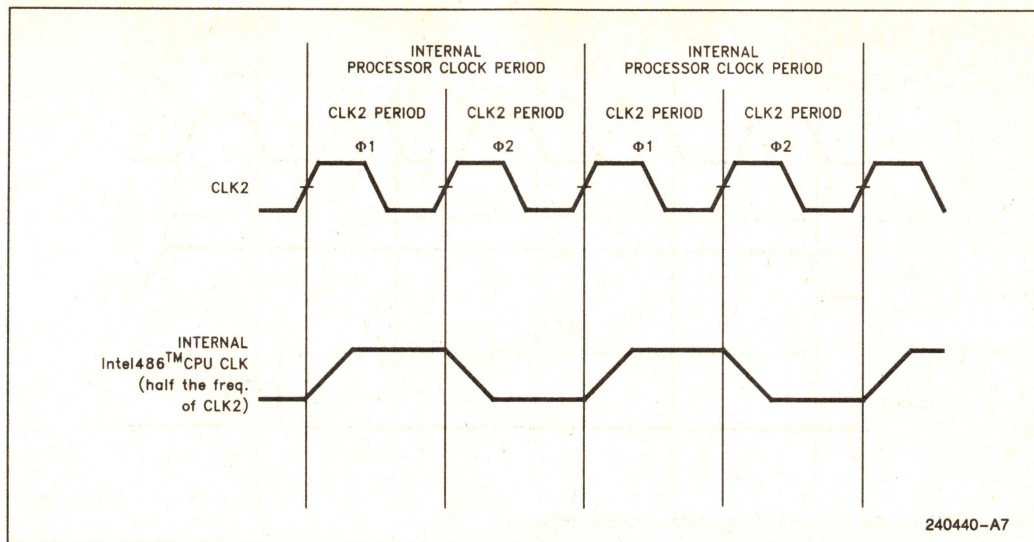 INTERNAL
PROCESSOR CLOCK PERIOD
INTERNAL
PROCESSOR CLOCK PERIOD
CLK2 PERIOD
CLK2 PERIOD
CLK2 PERIOD
CLK2 PERIOD
Φ1
Φ2
Φ1
Φ2
CLK2
INTERNAL
Intel486™CPU CLK
(half the freq.
of CLK2)
240440-A7